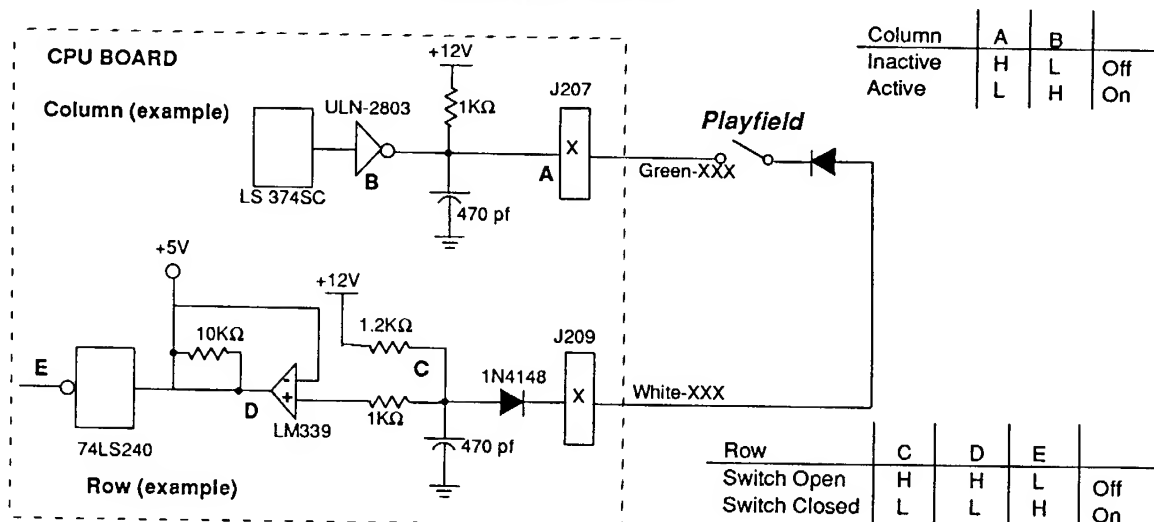 CPU BOARD
Column (example)
+12V
ULN-2803
1KΩ
J207
X
B
A
LS 374SC
470 pf
Green-XXX
Playfield
Column A B
Inactive H L Off
Active L H On
+5V
+12V
1.2KΩ
10KΩ
C
J209
E
1N4148
X
White-XXX
-
+
D
LM339
1KΩ
74LS240
470 pf
Row (example)
Row C D E
Switch Open H H L Off
Switch Closed L L H On